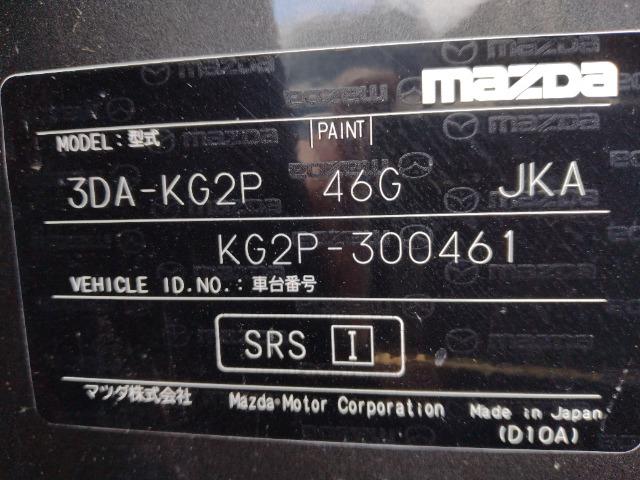 mazda
MODEL: 型式 PAINT
3DA-KG2P 46G JKA
KG2P-300461
VEHICLE ID.NO.: 車台番号
SRS I
マツダ株式会社 Mazda Motor Corporation Made in Japan
(D10A)